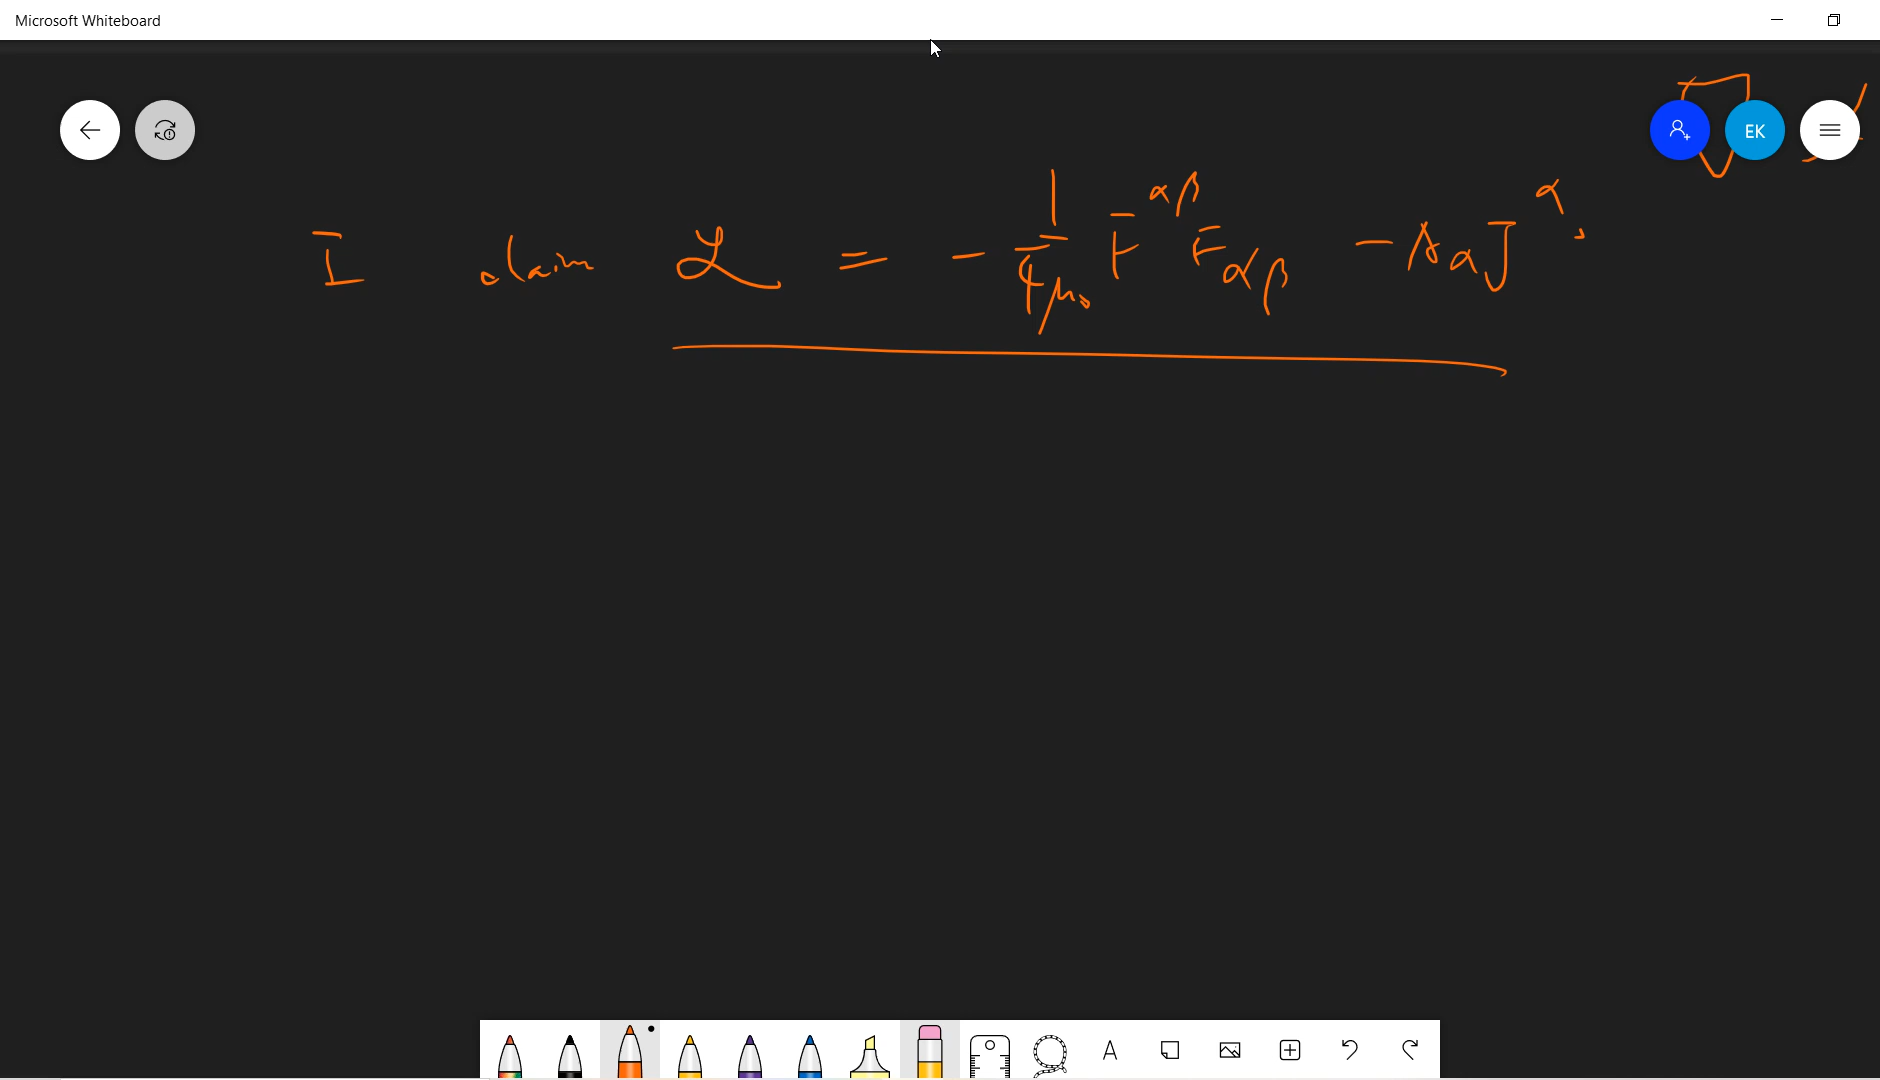 Microsoft Whiteboard
EK
I claim ℒ = - 1/4μ₀ F^αβ F_αβ - A_α J^α.